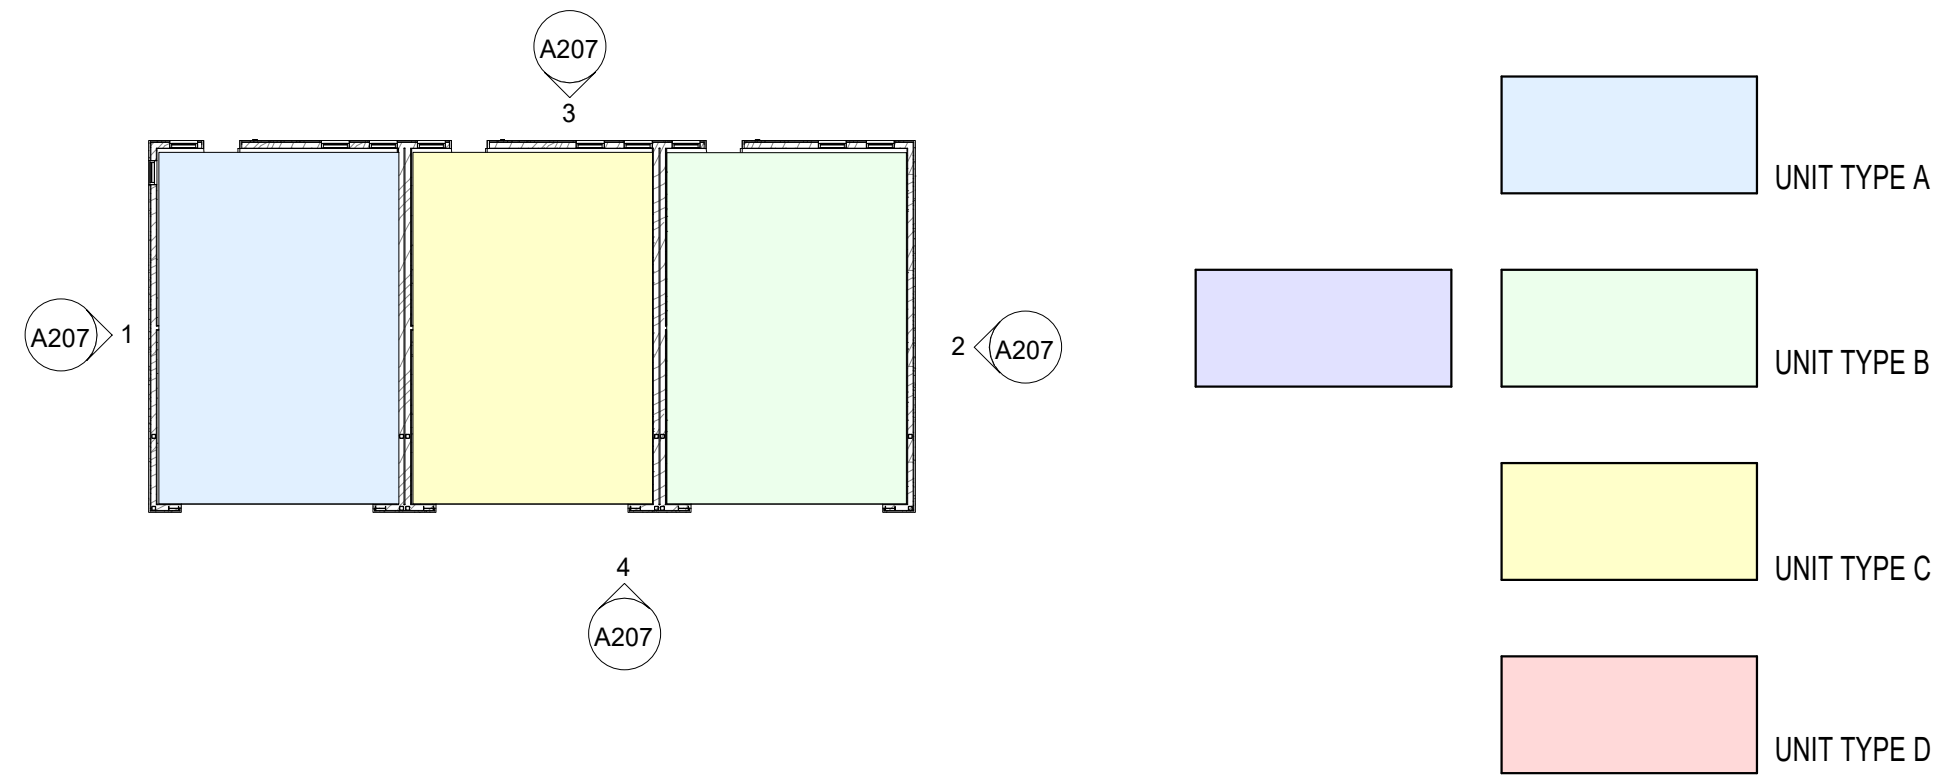 A207
3
UNIT TYPE A
A207 1
2 A207
UNIT TYPE B
4
A207
UNIT TYPE C
UNIT TYPE D